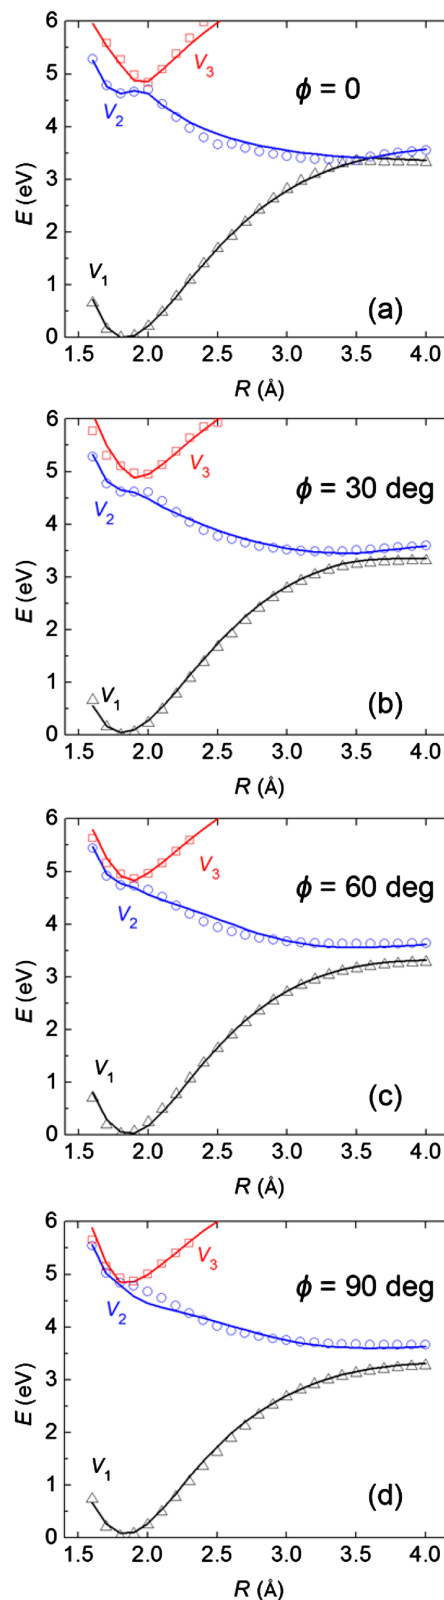 6
5
4
3
2
1
0
E (eV)
V3
V2
ϕ = 0
V1
(a)
1.5 2.0 2.5 3.0 3.5 4.0
R (Å)
6
5
4
3
2
1
0
E (eV)
V3
V2
ϕ = 30 deg
V1
(b)
1.5 2.0 2.5 3.0 3.5 4.0
R (Å)
6
5
4
3
2
1
0
E (eV)
V3
V2
ϕ = 60 deg
V1
(c)
1.5 2.0 2.5 3.0 3.5 4.0
R (Å)
6
5
4
3
2
1
0
E (eV)
V3
V2
ϕ = 90 deg
V1
(d)
1.5 2.0 2.5 3.0 3.5 4.0
R (Å)